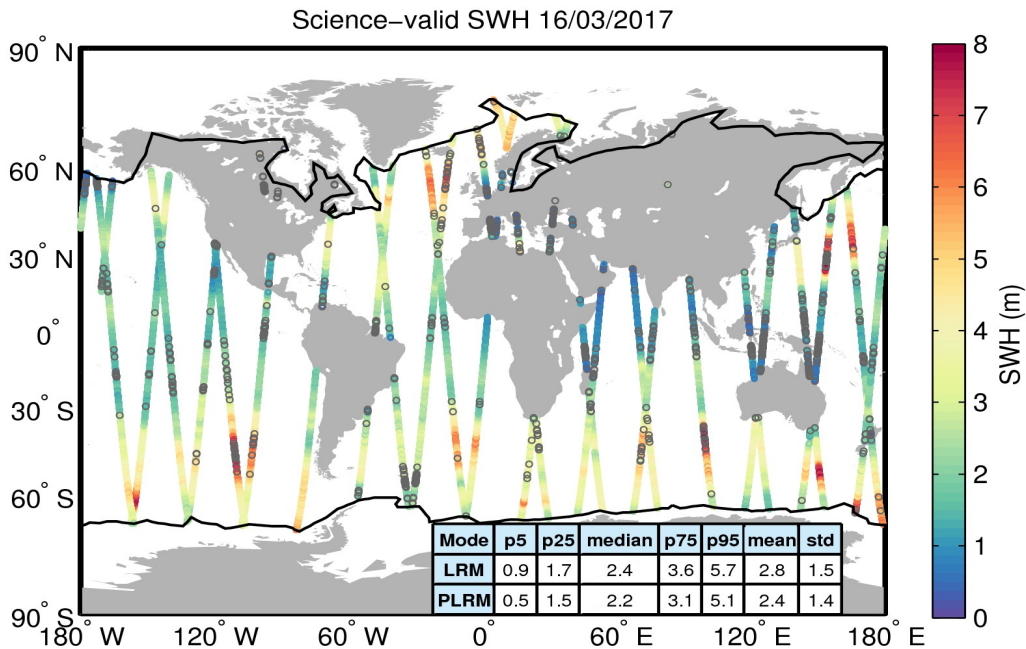 Science−valid SWH 16/03/2017
90° N
60° N
30° N
0°
30° S
60° S
90° S
180° W
120° W
60° W
0°
60° E
120° E
180° E
Mode p5 p25 median p75 p95 mean std
LRM 0.9 1.7 2.4 3.6 5.7 2.8 1.5
PLRM 0.5 1.5 2.2 3.1 5.1 2.4 1.4
8
7
6
5
4
3
2
1
0
SWH (m)